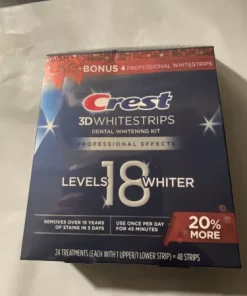 BONUS 4 PROFESSIONAL WHITESTRIPS
Crest
3DWHITESTRIPS
DENTAL WHITENING KIT
PROFESSIONAL EFFECTS
LEVELS 18 WHITER
REMOVES OVER 15 YEARS
OF STAINS IN 3 DAYS
USE ONCE PER DAY
FOR 45 MINUTES
20%
MORE
24 TREATMENTS (EACH WITH 1 UPPER/1 LOWER STRIP) = 48 STRIPS